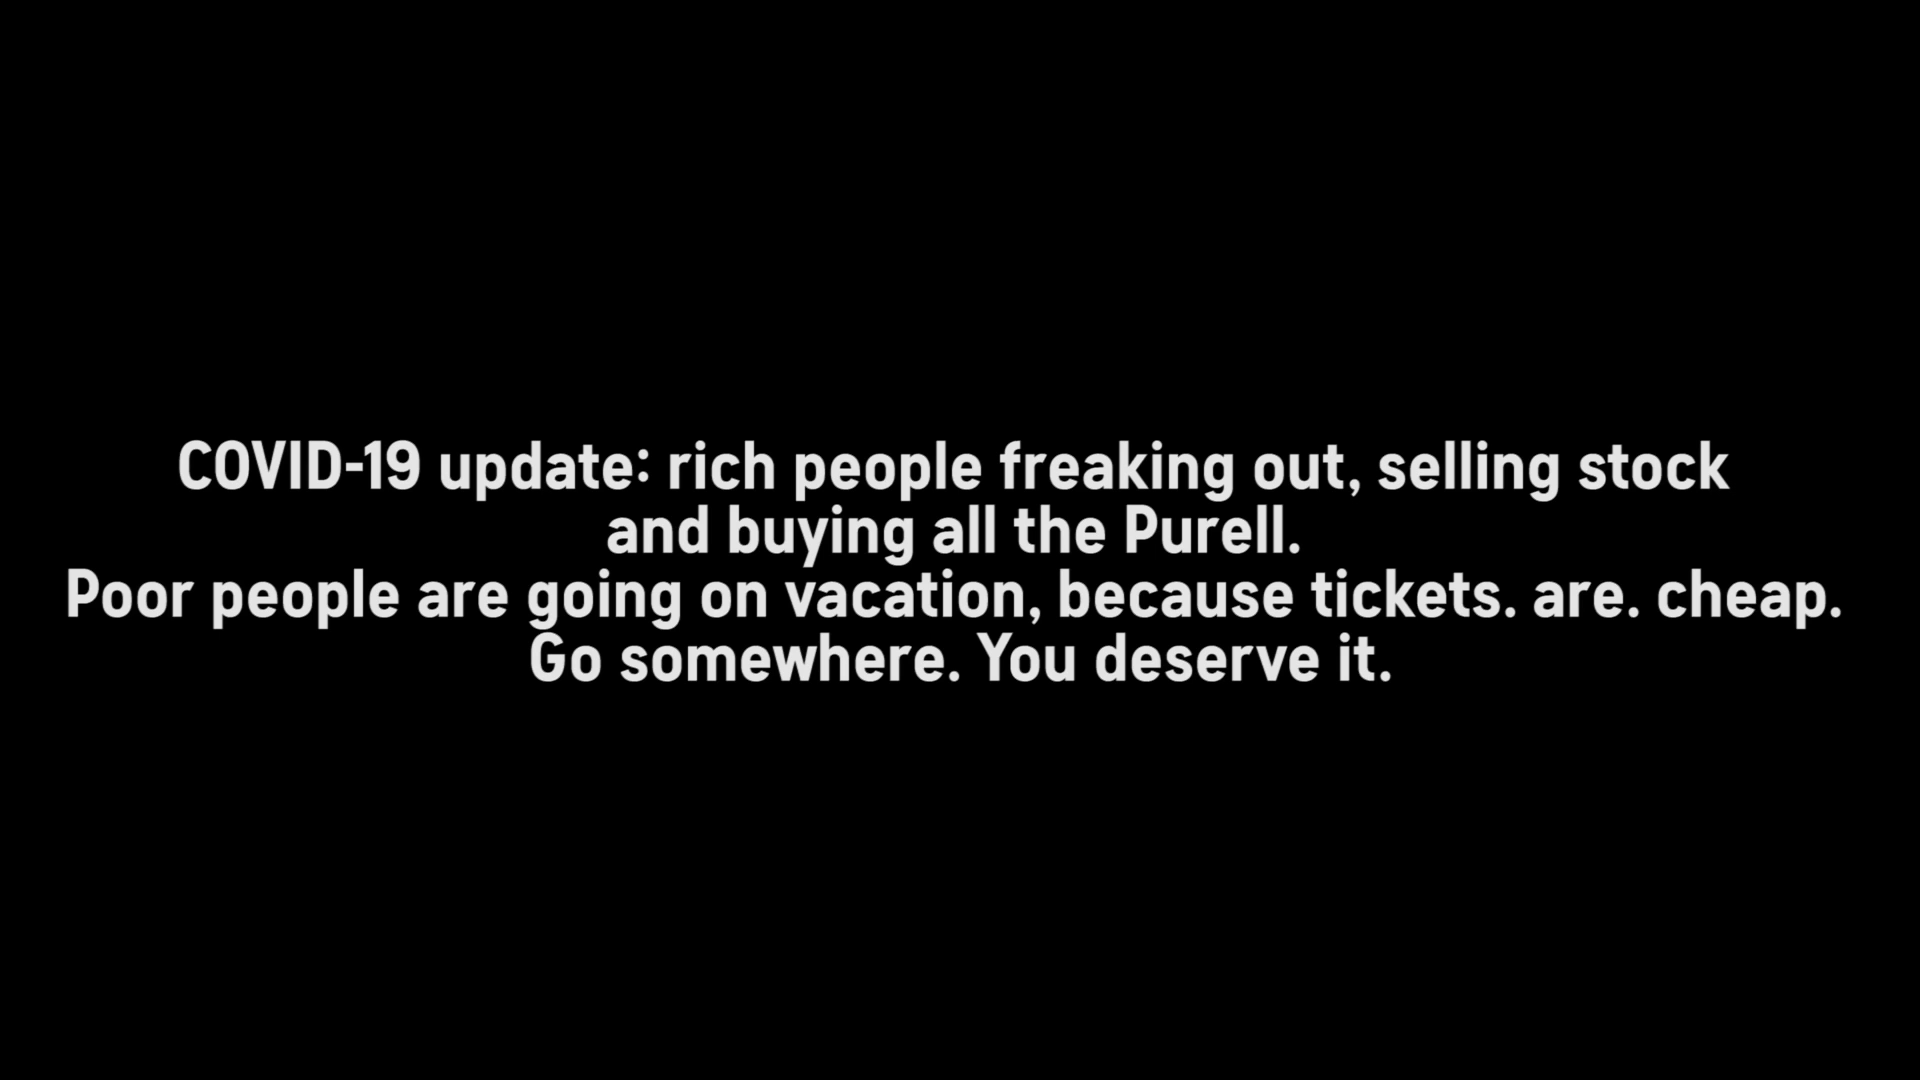 COVID-19 update: rich people freaking out, selling stock
and buying all the Purell.
Poor people are going on vacation, because tickets. are. cheap.
Go somewhere. You deserve it.